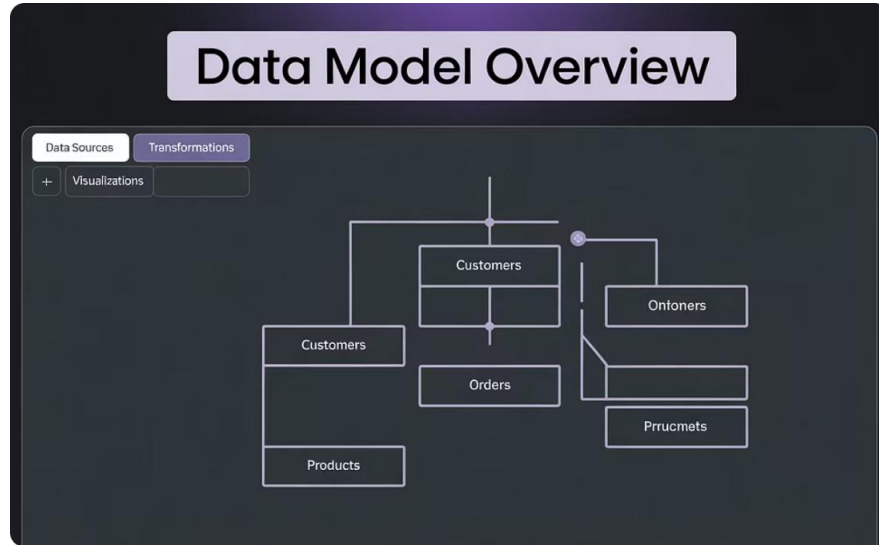 Data Model Overview
Data Sources Transformations
+ Visualizations
Customers
Ontoners
Customers
Orders
Prrucmets
Products